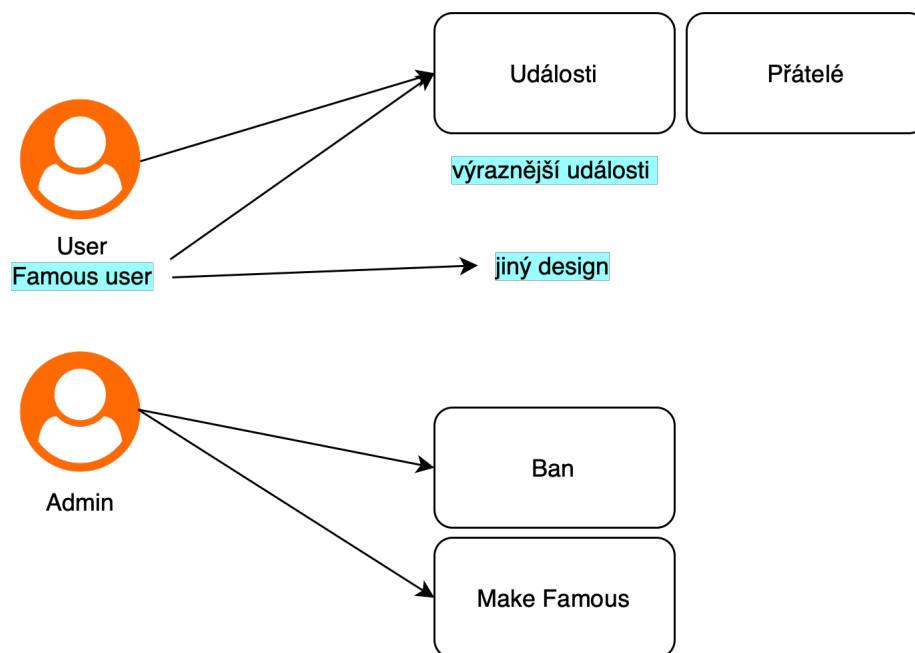 Události
Přátelé
výraznější události
User
Famous user
jiný design
Admin
Ban
Make Famous